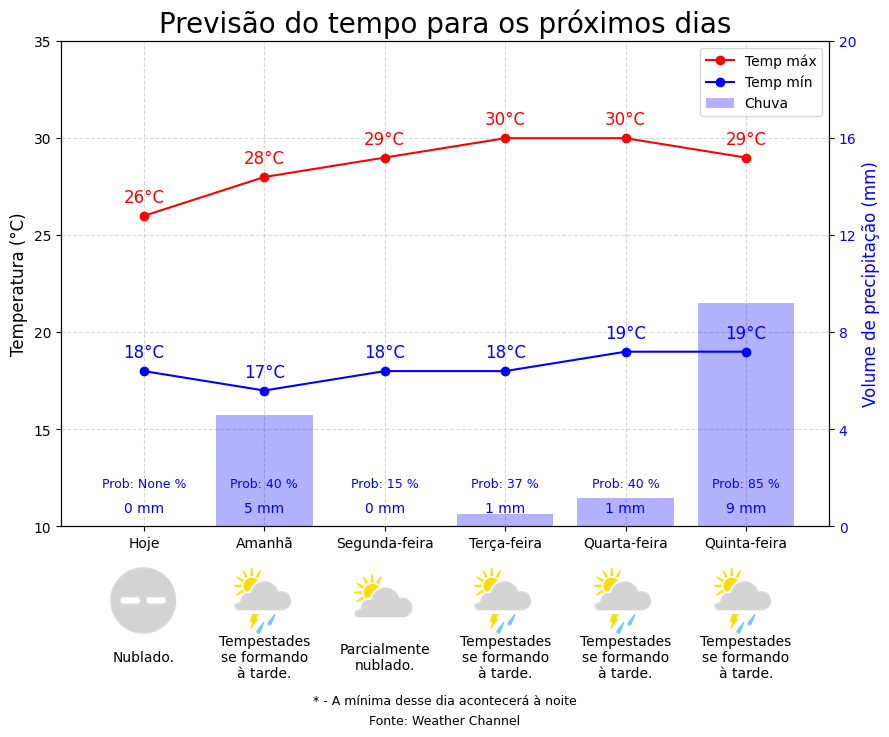 Previsão do tempo para os próximos dias
35
30
25
20
15
10
Temperatura (°C)
20
16
12
8
4
0
Volume de precipitação (mm)
Temp máx
Temp mín
Chuva
26°C
28°C
29°C
30°C
30°C
29°C
18°C
17°C
18°C
18°C
19°C
19°C
Prob: None %
Prob: 40 %
Prob: 15 %
Prob: 37 %
Prob: 40 %
Prob: 85 %
0 mm
5 mm
0 mm
1 mm
1 mm
9 mm
Hoje
Amanhã
Segunda-feira
Terça-feira
Quarta-feira
Quinta-feira
Nublado.
Tempestades
se formando
à tarde.
Parcialmente
nublado.
Tempestades
se formando
à tarde.
Tempestades
se formando
à tarde.
Tempestades
se formando
à tarde.
* - A mínima desse dia acontecerá à noite
Fonte: Weather Channel